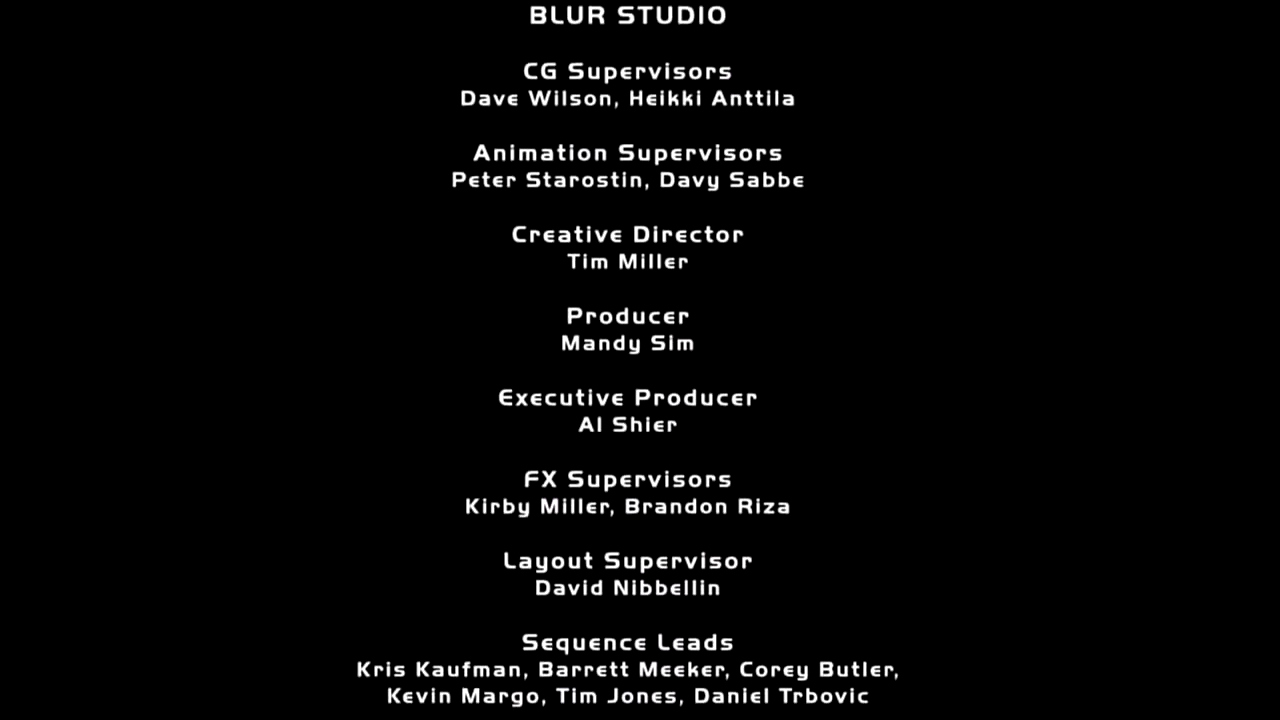 BLUR STUDIO
CG Supervisors
Dave Wilson, Heikki Anttila
Animation Supervisors
Peter Starostin, Davy Sabbe
Creative Director
Tim Miller
Producer
Mandy Sim
Executive Producer
Al Shier
FX Supervisors
Kirby Miller, Brandon Riza
Layout Supervisor
David Nibbellin
Sequence Leads
Kris Kaufman, Barrett Meeker, Corey Butler,
Kevin Margo, Tim Jones, Daniel Trbovic